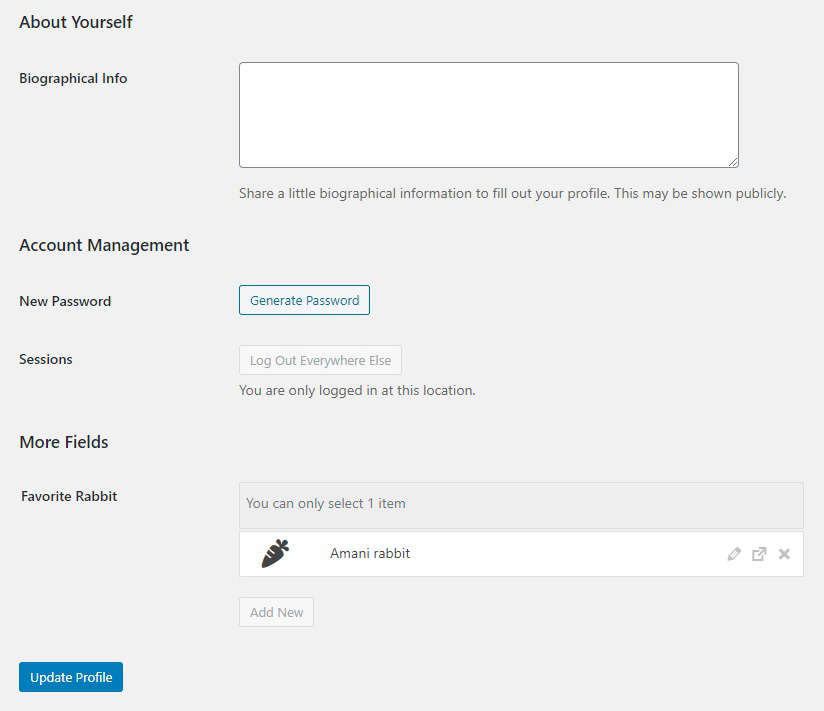 About Yourself
Biographical Info
Share a little biographical information to fill out your profile. This may be shown publicly.
Account Management
New Password
Generate Password
Sessions
Log Out Everywhere Else
You are only logged in at this location.
More Fields
Favorite Rabbit
You can only select 1 item
Amani rabbit
Add New
Update Profile